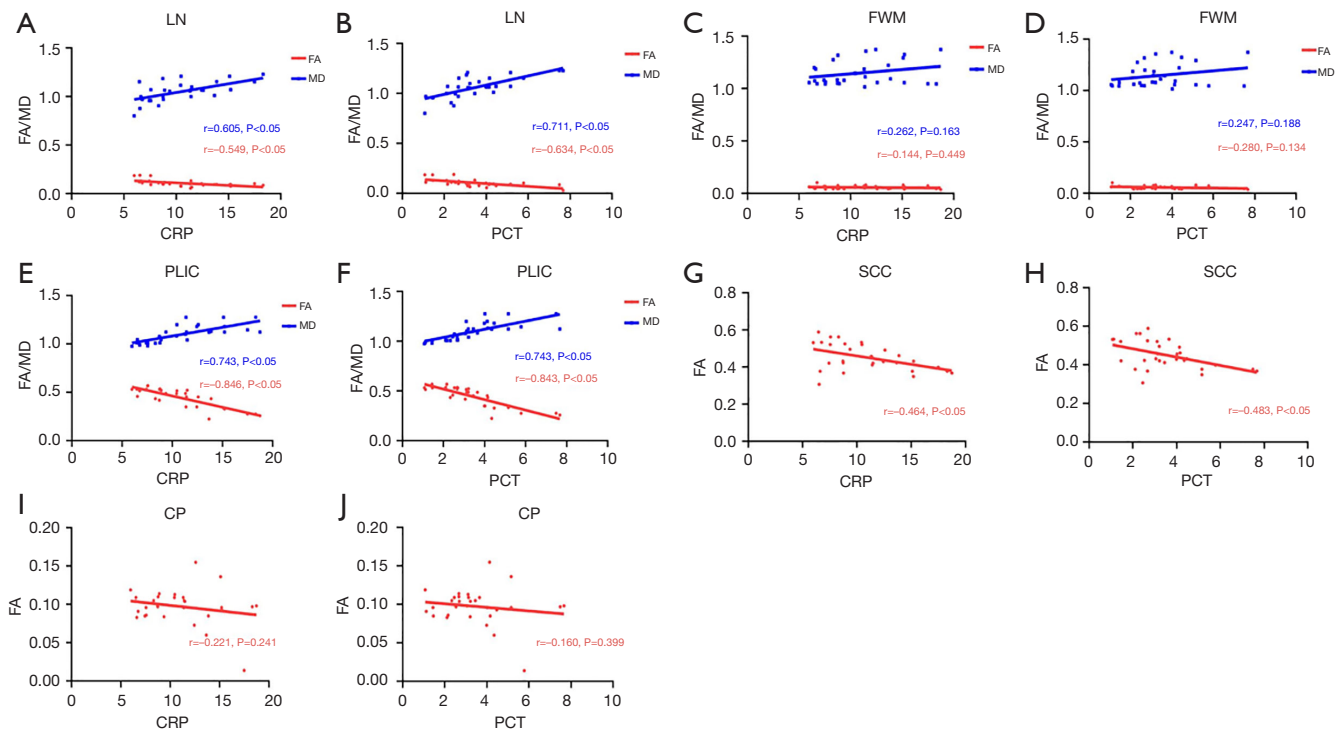 A
LN
1.5
1.0
0.5
0.0
FA/MD
FA
MD
r=0.605, P<0.05
r=−0.549, P<0.05
0 5 10 15 20
CRP
B
LN
1.5
1.0
0.5
0.0
FA/MD
r=0.711, P<0.05
r=−0.634, P<0.05
0 2 4 6 8 10
PCT
C
FWM
1.5
1.0
0.5
0.0
FA/MD
FA
MD
r=0.262, P=0.163
r=−0.144, P=0.449
0 5 10 15 20
CRP
D
FWM
1.5
1.0
0.5
0.0
FA/MD
FA
MD
r=0.247, P=0.188
r=−0.280, P=0.134
0 2 4 6 8 10
PCT
E
PLIC
1.5
1.0
0.5
0.0
FA/MD
FA
MD
r=0.743, P<0.05
r=−0.846, P<0.05
0 5 10 15 20
CRP
F
PLIC
1.5
1.0
0.5
0.0
FA/MD
FA
MD
r=0.743, P<0.05
r=−0.843, P<0.05
0 2 4 6 8 10
PCT
G
SCC
0.8
0.6
0.4
0.2
0.0
FA
r=−0.464, P<0.05
0 5 10 15 20
CRP
H
SCC
0.8
0.6
0.4
0.2
0.0
FA
r=−0.483, P<0.05
0 2 4 6 8 10
PCT
I
CP
0.20
0.15
0.10
0.05
0.00
FA
r=−0.221, P=0.241
0 5 10 15 20
CRP
J
CP
0.20
0.15
0.10
0.05
0.00
FA
r=−0.160, P=0.399
0 2 4 6 8 10
PCT